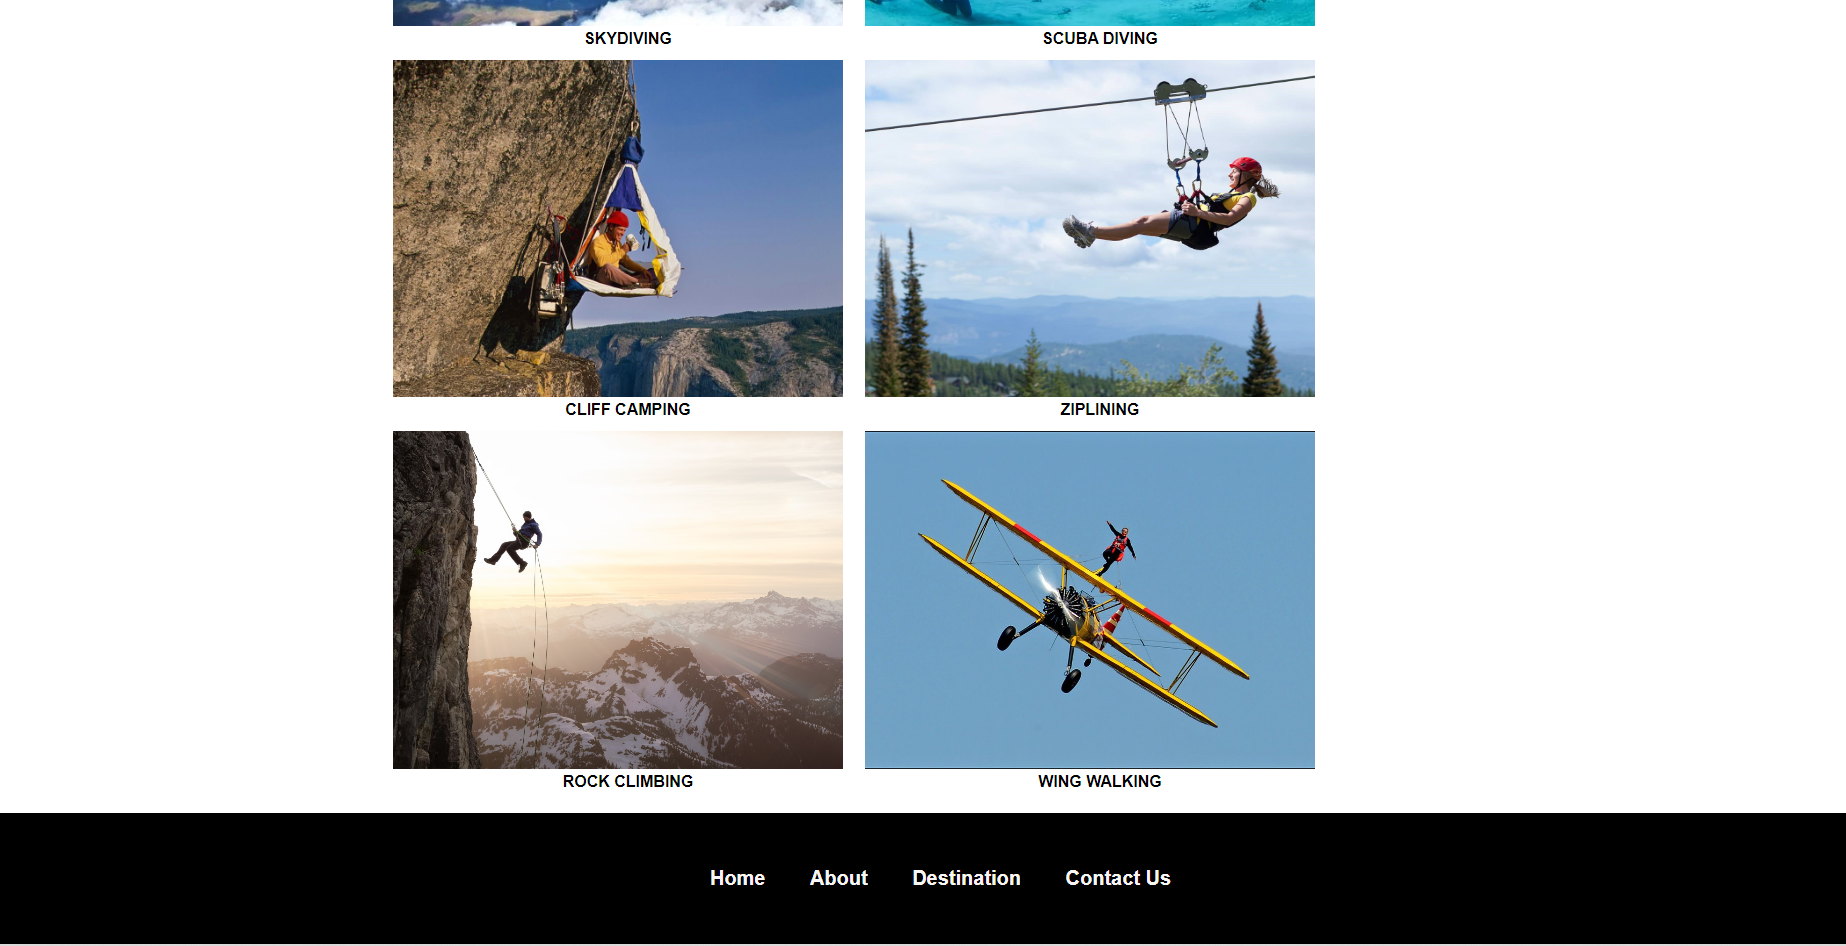 SKYDIVING
SCUBA DIVING
CLIFF CAMPING
ZIPLINING
ROCK CLIMBING
WING WALKING
Home About Destination Contact Us